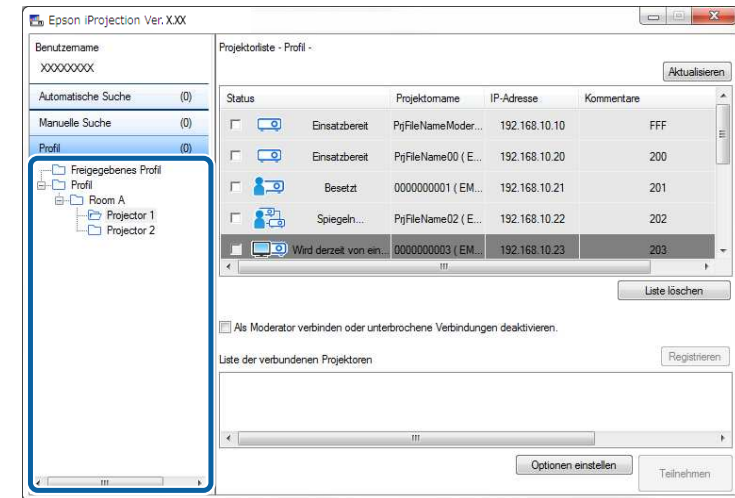 Epson iProjection Ver. X.XX
Benutzername
XXXXXXXX
Automatische Suche (0)
Manuelle Suche (0)
Profil (0)
Freigegebenes Profil
Profil
Room A
Projector 1
Projector 2
Projektorliste - Profil -
Aktualisieren
Status Projektorname IP-Adresse Kommentare
Einsatzbereit PrjFileNameModer... 192.168.10.10 FFF
Einsatzbereit PrjFileName00 ( E... 192.168.10.20 200
Besetzt 0000000001 ( EM... 192.168.10.21 201
Spiegeln... PrjFileName02 ( E... 192.168.10.22 202
Wird derzeit von ein... 0000000003 ( EM... 192.168.10.23 203
Liste löschen
Als Moderator verbinden oder unterbrochene Verbindungen deaktivieren.
Liste der verbundenen Projektoren
Registrieren
Optionen einstellen
Teilnehmen